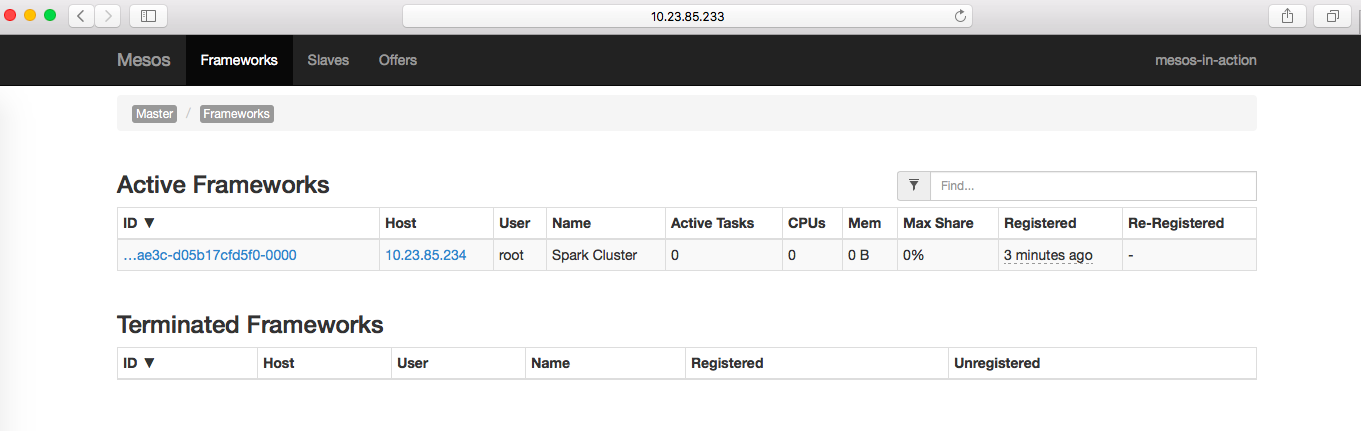 10.23.85.233
Mesos Frameworks Slaves Offers mesos-in-action
Master / Frameworks
Active Frameworks Find...
ID ▼ Host User Name Active Tasks CPUs Mem Max Share Registered Re-Registered
...ae3c-d05b17cfd5f0-0000 10.23.85.234 root Spark Cluster 0 0 0 B 0% 3 minutes ago -
Terminated Frameworks
ID ▼ Host User Name Registered Unregistered